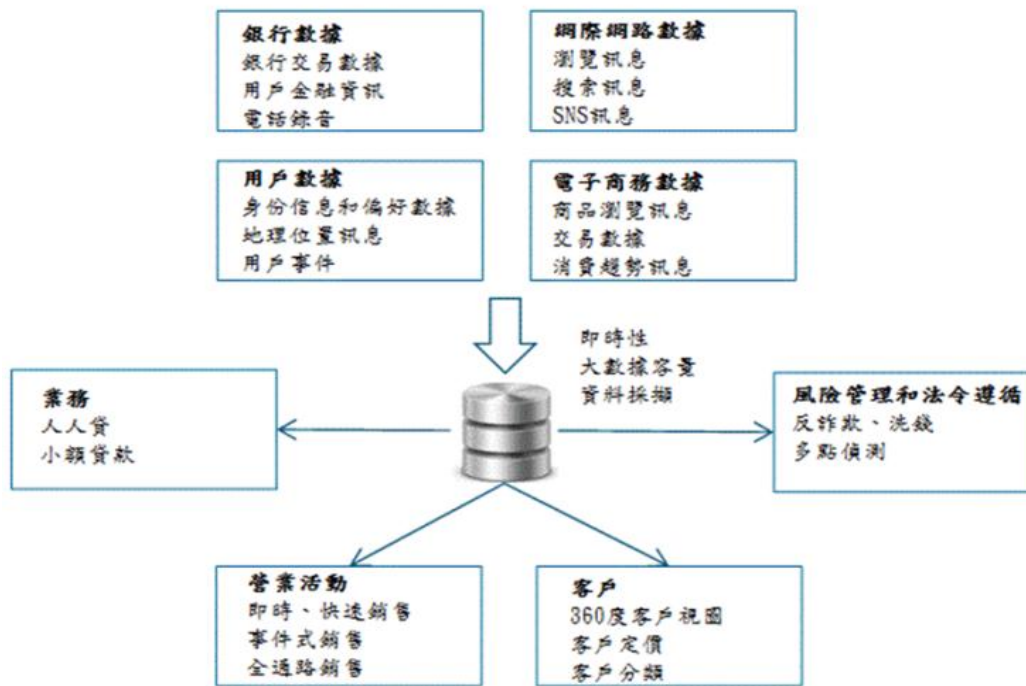 銀行數據
銀行交易數據
用戶金融資訊
電話錄音
網際網路數據
瀏覽訊息
搜索訊息
SNS訊息
用戶數據
身份信息和偏好數據
地理位置訊息
用戶事件
電子商務數據
商品瀏覽訊息
交易數據
消費趨勢訊息
即時性
大數據容量
資料採擷
業務
人人貸
小額貸款
風險管理和法令遵循
反詐欺、洗錢
多點偵測
營業活動
即時、快速銷售
事件式銷售
全通路銷售
客戶
360度客戶視圖
客戶定價
客戶分類